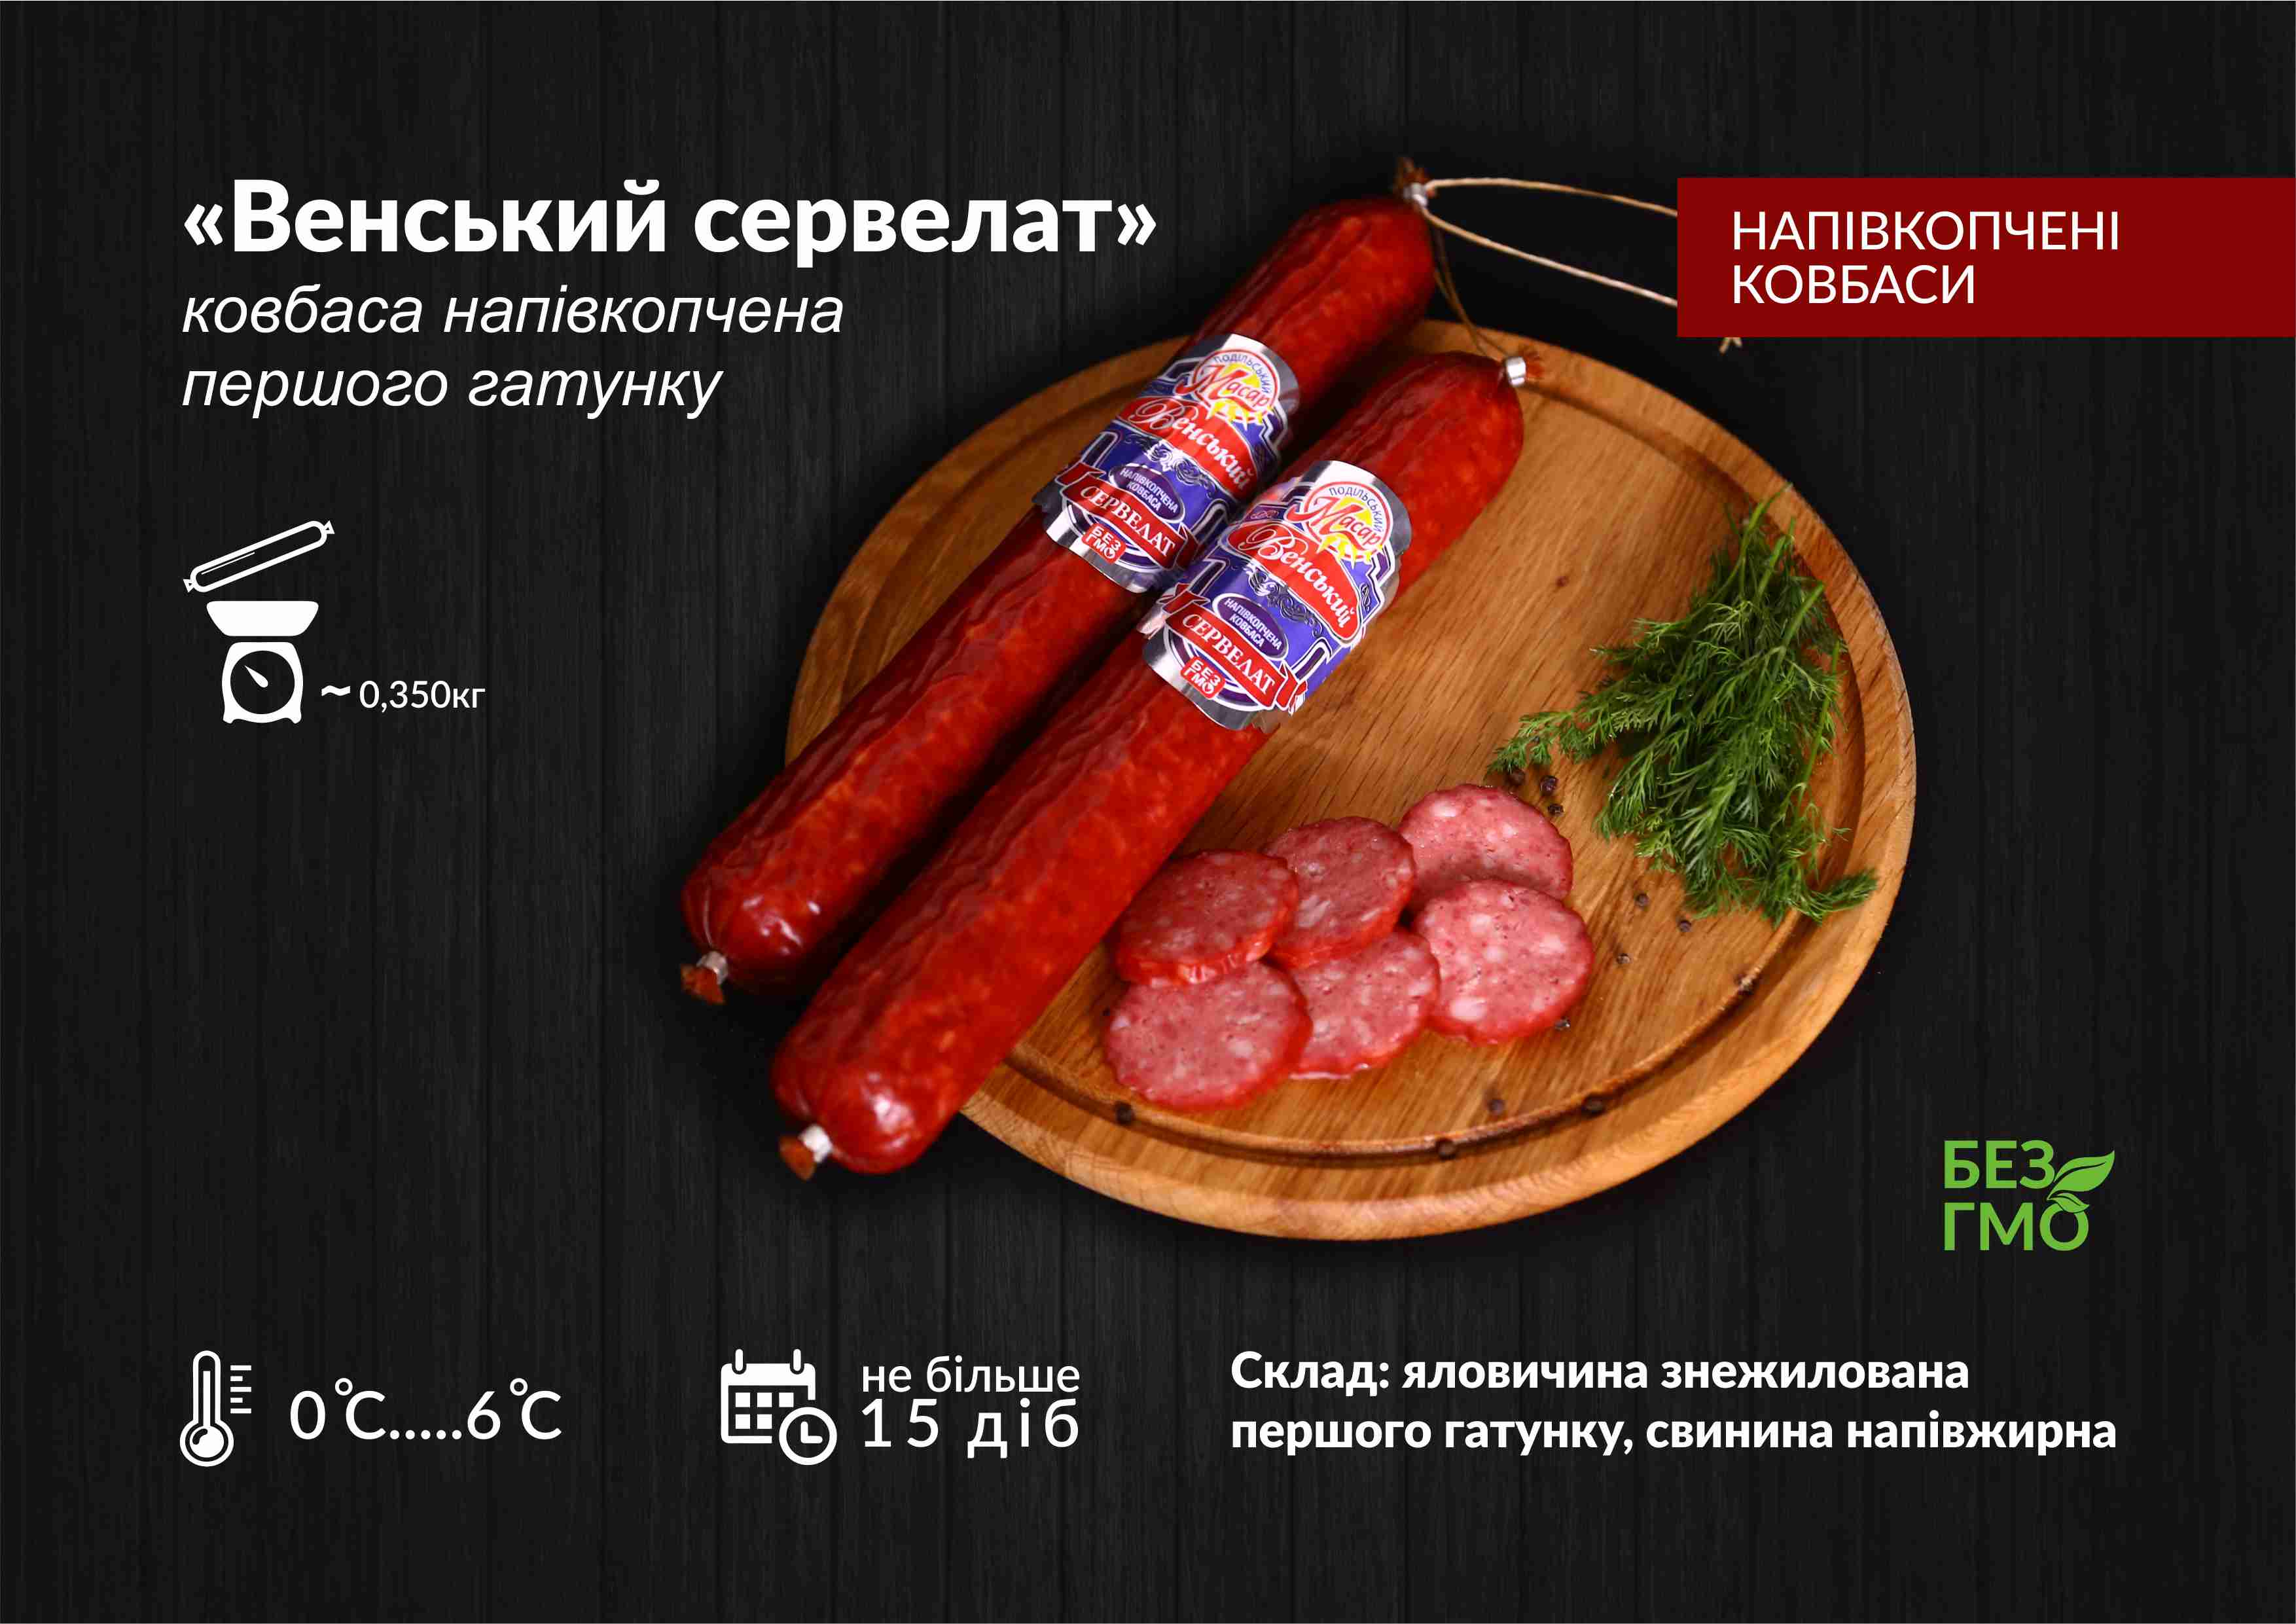 «Венський сервелат»
ковбаса напівкопчена
першого гатунку
НАПІВКОПЧЕНІ
КОВБАСИ
ПОДІЛЬСЬКИЙ
Масар
Венський
НАПІВКОПЧЕНА
КОВБАСА
СЕРВЕЛАТ
БЕЗ
ГМО
ПОДІЛЬСЬКИЙ
Масар
Венський
НАПІВКОПЧЕНА
КОВБАСА
СЕРВЕЛАТ
БЕЗ
ГМО
~ 0,350кг
БЕЗ
ГМО
0°С.....6°С
не більше
15 діб
Склад: яловичина знежилована
першого гатунку, свинина напівжирна